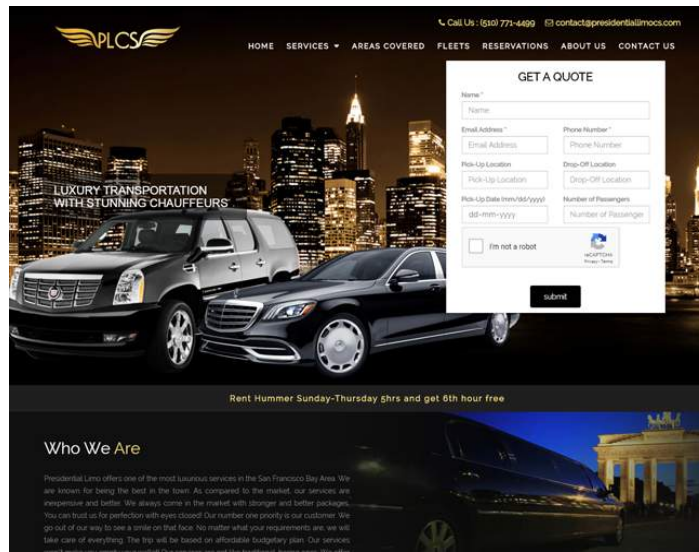 PLCS
Call Us : (510) 771-4499 contact@presidentiallimocs.com
HOME SERVICES AREAS COVERED FLEETS RESERVATIONS ABOUT US CONTACT US
GET A QUOTE
Name *
Name
Email Address * Phone Number *
Email Address Phone Number
Pick-Up Location Drop-Off Location
Pick-Up Location Drop-Off Location
Pick-Up Date (mm/dd/yyyy) Number of Passengers
dd-mm-yyyy Number of Passenger
I'm not a robot
reCAPTCHA
Privacy - Terms
submit
LUXURY TRANSPORTATION
WITH STUNNING CHAUFFEURS
Rent Hummer Sunday-Thursday 5hrs and get 6th hour free
Who We Are
Presidential Limo offers one of the most luxurious services in the San Francisco Bay Area. We
are known for being the best in the town. As compared to the market, our services are
inexpensive and better. We always come in the market with stronger and better packages.
You can trust us for perfection with eyes closed! Our number one priority is our customer. We
go out of our way to see a smile on that face. No matter what your requirements are, we will
take care of everything. The trip will be based on affordable budgetary plan. Our services